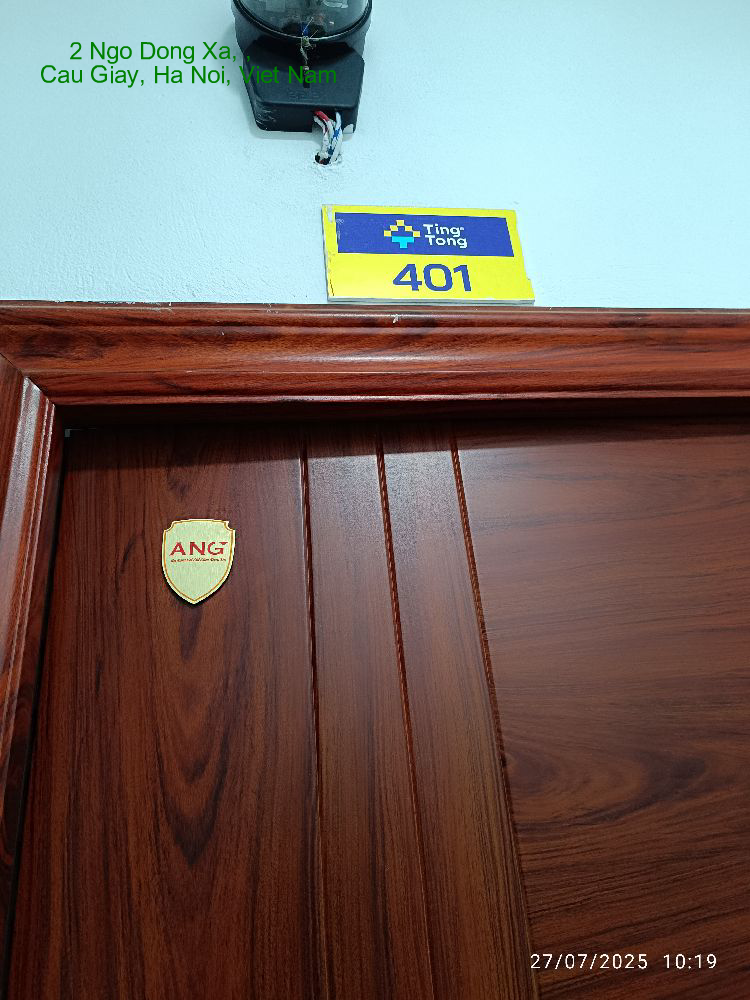 2 Ngo Dong Xa, ,
Cau Giay, Ha Noi, Viet Nam
Ting
Tong
401
ANG
27/07/2025 10:19